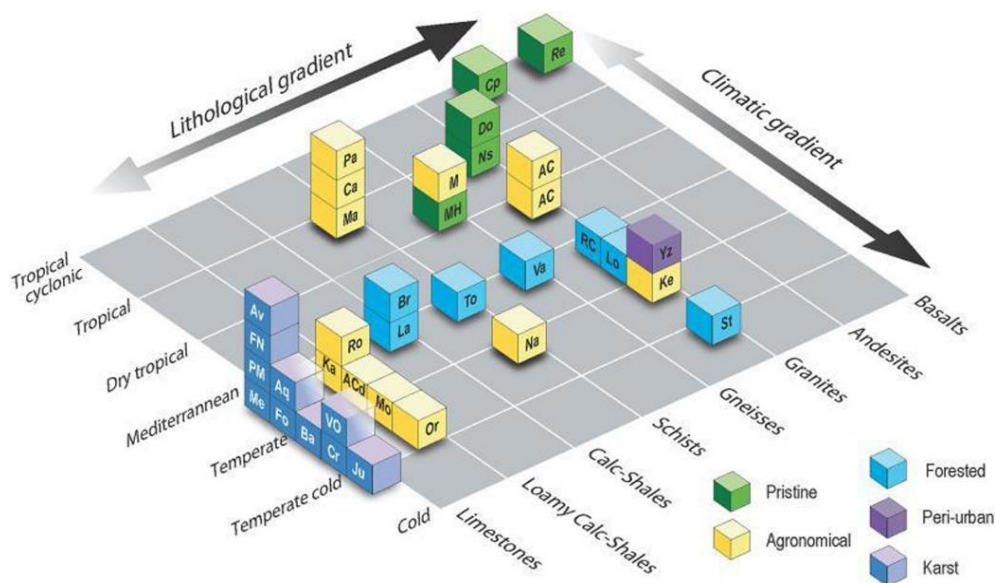 Lithological gradient
Climatic gradient
Re
Cp
Do
Ns
Pa
Ca
Ma
M
MH
AC
AC
RC
Lo
Yz
Ke
Va
St
Br
La
To
Na
Av
FN
PM
Me
Aq
Fo
Ba
VO
Cr
Ju
Ro
Ka
ACd
Mo
Or
Tropical
cyclonic
Tropical
Dry tropical
Mediterranean
Temperate
Temperate cold
Cold
Limestones
Loamy Calc-Shales
Calc-Shales
Schists
Gneisses
Granites
Andesites
Basalts
Pristine
Agronomical
Forested
Peri-urban
Karst